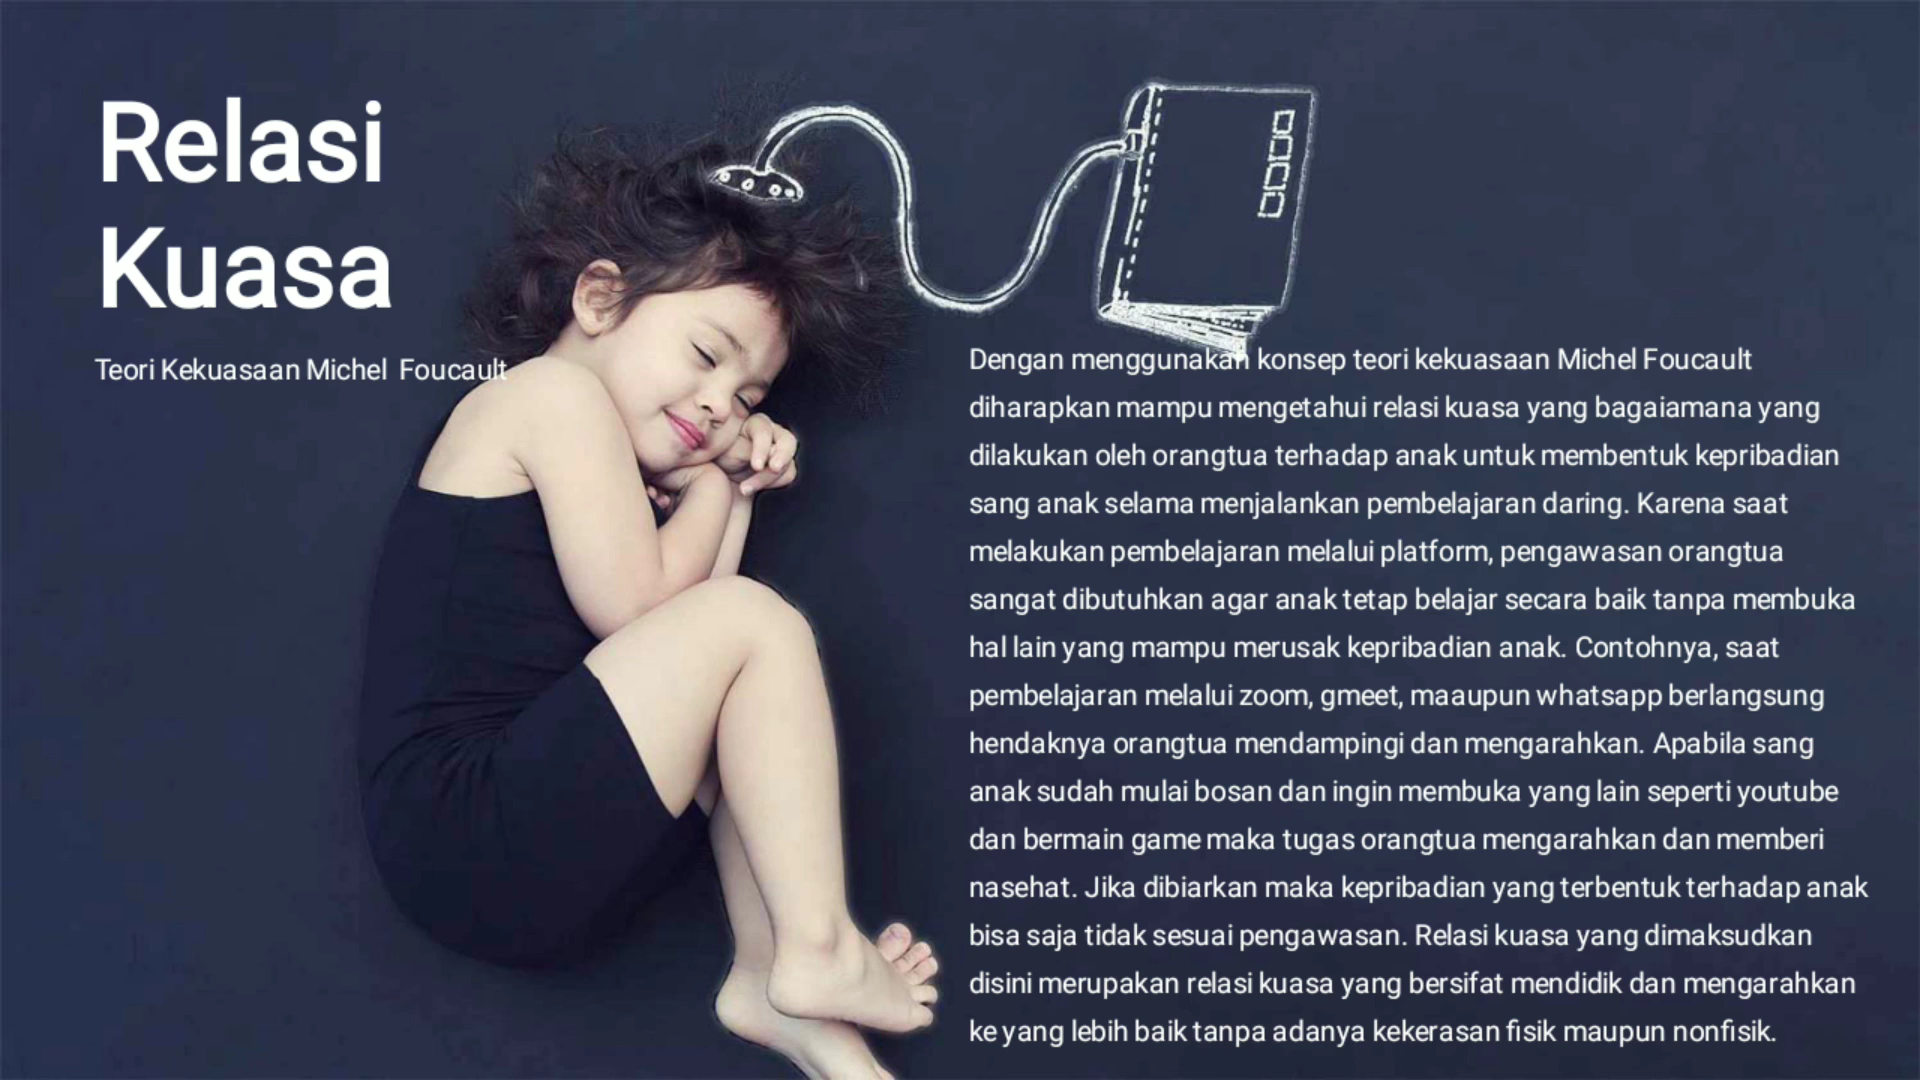 Relasi
Kuasa
Teori Kekuasaan Michel Foucault
Dengan menggunakan konsep teori kekuasaan Michel Foucault
diharapkan mampu mengetahui relasi kuasa yang bagaiamana yang
dilakukan oleh orangtua terhadap anak untuk membentuk kepribadian
sang anak selama menjalankan pembelajaran daring. Karena saat
melakukan pembelajaran melalui platform, pengawasan orangtua
sangat dibutuhkan agar anak tetap belajar secara baik tanpa membuka
hal lain yang mampu merusak kepribadian anak. Contohnya, saat
pembelajaran melalui zoom, gmeet, maaupun whatsapp berlangsung
hendaknya orangtua mendampingi dan mengarahkan. Apabila sang
anak sudah mulai bosan dan ingin membuka yang lain seperti youtube
dan bermain game maka tugas orangtua mengarahkan dan memberi
nasehat. Jika dibiarkan maka kepribadian yang terbentuk terhadap anak
bisa saja tidak sesuai pengawasan. Relasi kuasa yang dimaksudkan
disini merupakan relasi kuasa yang bersifat mendidik dan mengarahkan
ke yang lebih baik tanpa adanya kekerasan fisik maupun nonfisik.